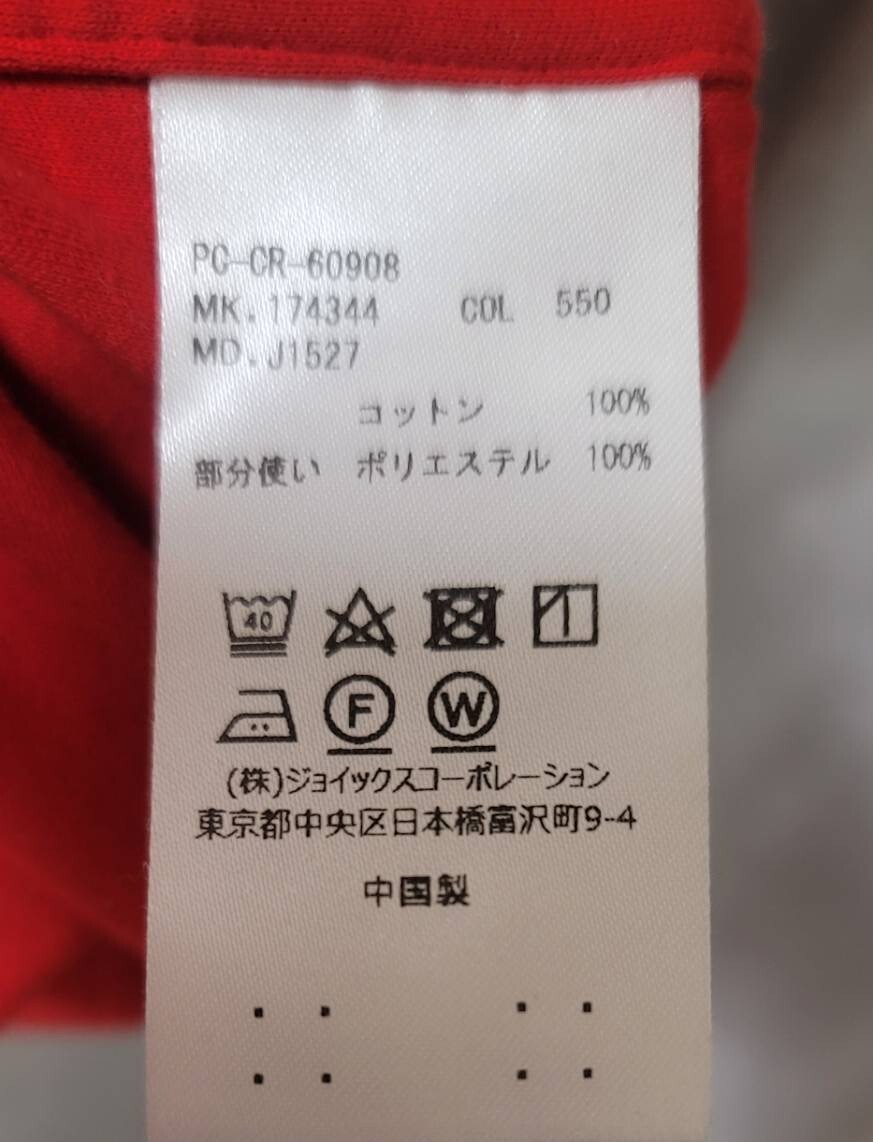 PC-CR-60908
MK.174344 COL 550
MD.J1527
コットン 100%
部分使い ポリエステル 100%
40
F W
(株)ジョイックスコーポレーション
東京都中央区日本橋富沢町9-4
中国製